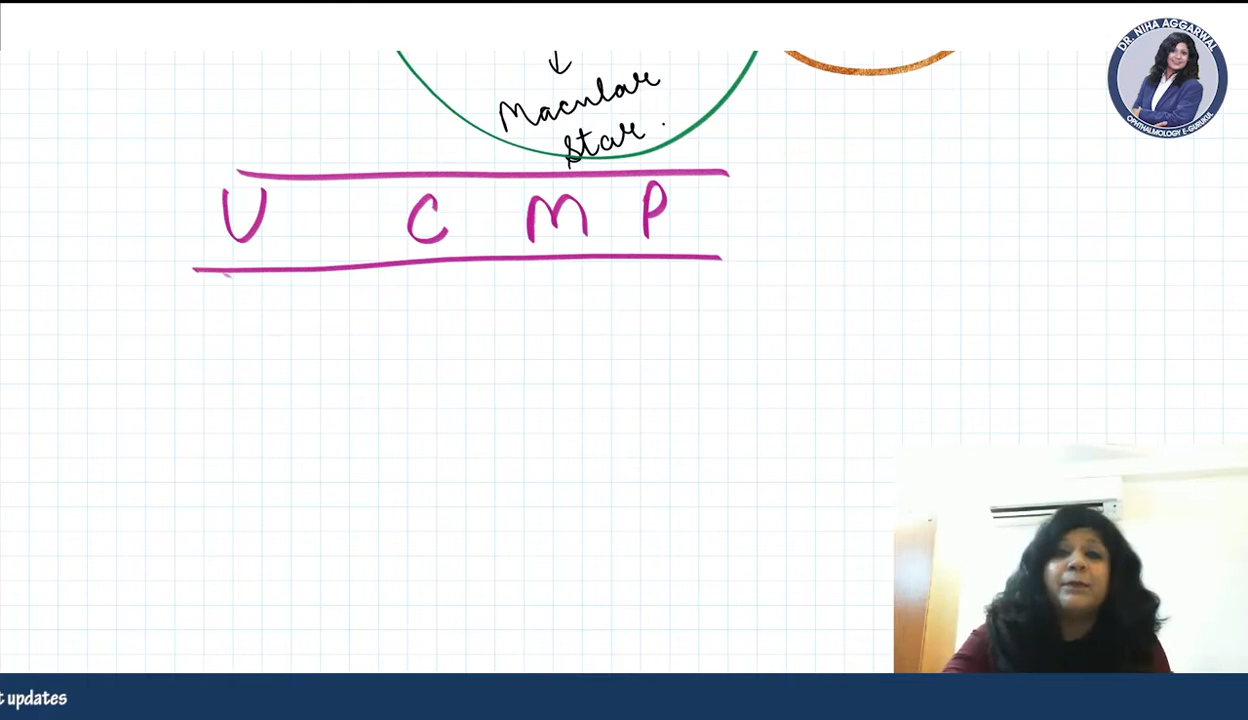 Macular
Star.
U C M P
DR. NIHA AGGARWAL
OPHTHALMOLOGY E-GURUKUL
t updates